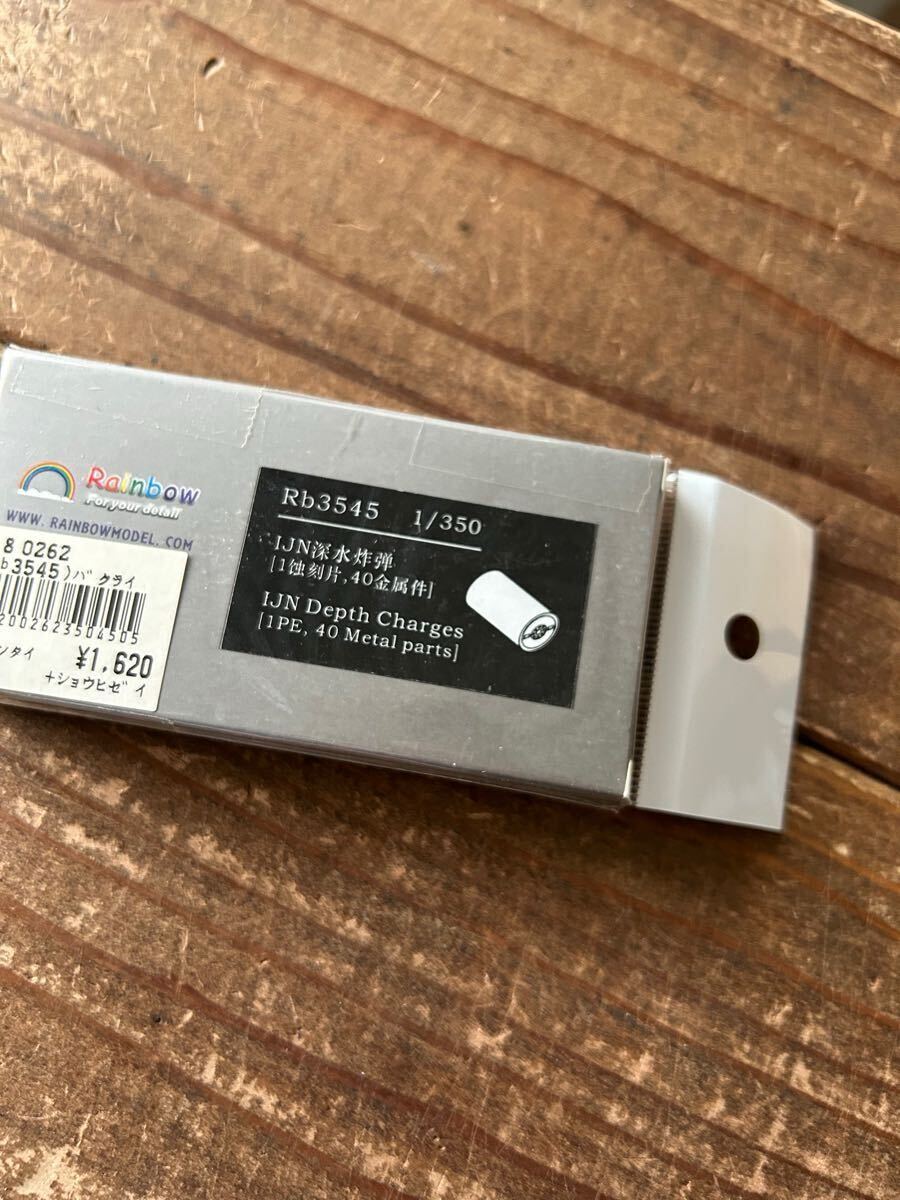 Rainbow
For your detail
WWW. RAINBOWMODEL. COM
Rb3545 1/350
IJN深水炸弹
[1蚀刻片,40金属件]
IJN Depth Charges
[1PE, 40 Metal parts]
8 0262
b3545)バクライ
2002623504505
ンタイ ¥1,620
+ショウヒゼイ